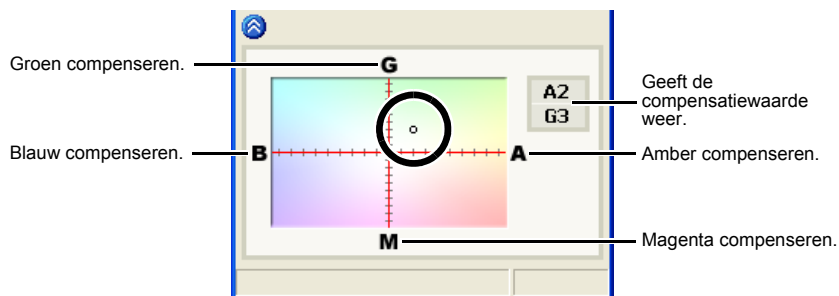 Groen compenseren.
G
A2
G3
Geeft de
compensatiewaarde
weer.
Blauw compenseren.
B
A
Amber compenseren.
M
Magenta compenseren.